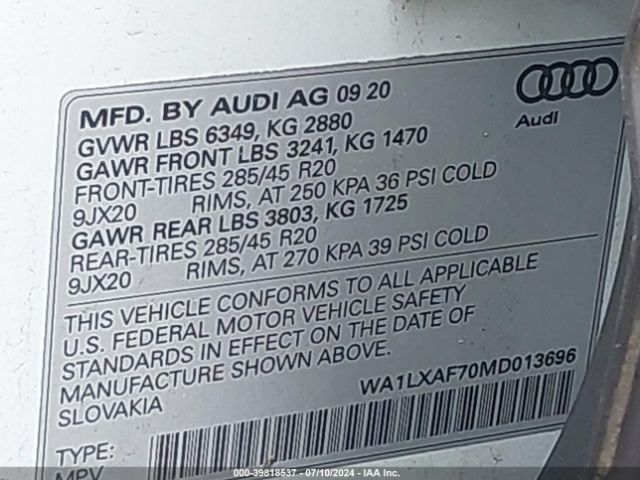 MFD. BY AUDI AG 09 20
GVWR LBS 6349, KG 2880
GAWR FRONT LBS 3241, KG 1470
FRONT-TIRES 285/45 R20
9JX20 RIMS, AT 250 KPA 36 PSI COLD
GAWR REAR LBS 3803, KG 1725
REAR-TIRES 285/45 R20
9JX20 RIMS, AT 270 KPA 39 PSI COLD
Audi
THIS VEHICLE CONFORMS TO ALL APPLICABLE
U.S. FEDERAL MOTOR VEHICLE SAFETY
STANDARDS IN EFFECT ON THE DATE OF
MANUFACTURE SHOWN ABOVE.
SLOVAKIA
WA1LXAF70MD013696
TYPE:
MPV
000-39818537 - 07/10/2024 - IAA Inc.